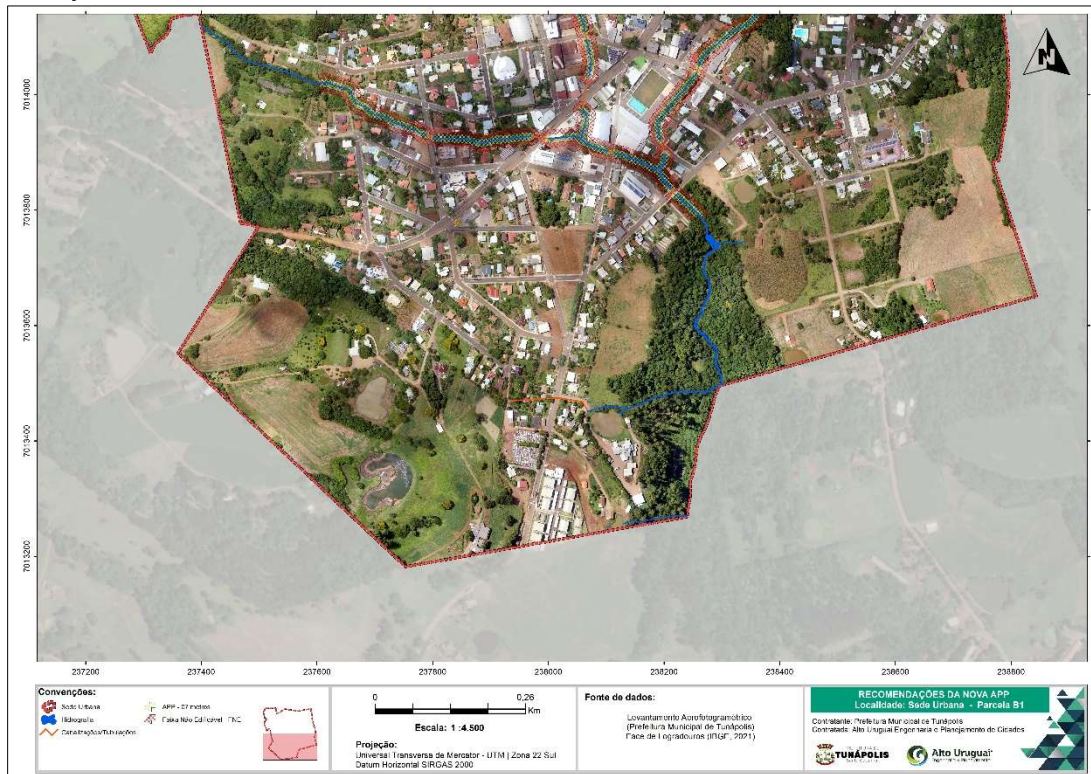 N
7014000
7013800
7013600
7013400
7013200
237200
237400
237600
237800
238000
238200
238400
238600
238800
Convenções:
Sede Urbana
Hidrografia
Canalizações/Tubulações
APP - 07 metros
Faixa Não Edificável - FNE
0
0,26
Km
Escala: 1 :4.500
Projeção:
Universal Transversa de Mercator - UTM | Zona 22 Sul
Datum Horizontal SIRGAS 2000
Fonte de dados:
Levantamento Aerofotogramétrico
(Prefeitura Municipal de Tunápolis)
Face de Logradouros (IBGE, 2021)
RECOMENDAÇÕES DA NOVA APP
Localidade: Sede Urbana - Parcela B1
Contratante: Prefeitura Municipal de Tunápolis
Contratada: Alto Uruguai Engenharia e Planejamento de Cidades
TUNÁPOLIS
Alto Uruguai